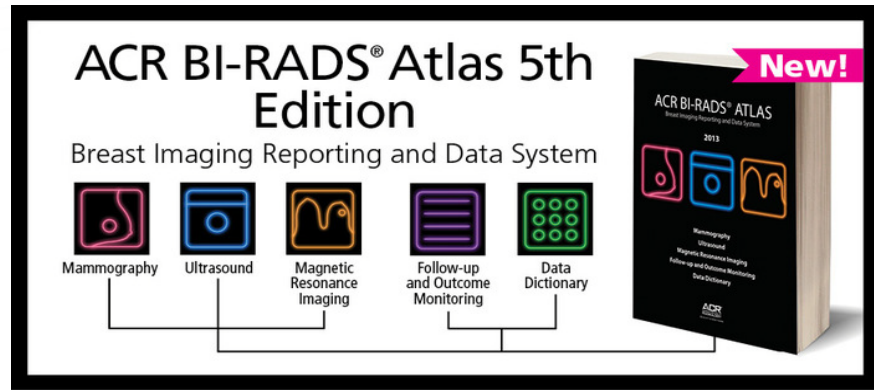 ACR BI-RADS® Atlas 5th
Edition
Breast Imaging Reporting and Data System
Mammography
Ultrasound
Magnetic
Resonance
Imaging
Follow-up
and Outcome
Monitoring
Data
Dictionary
New!
ACR BI-RADS® ATLAS
Breast Imaging Reporting and Data System
2013
Mammography
Ultrasound
Magnetic Resonance Imaging
Follow-up and Outcome Monitoring
Data Dictionary
ACR